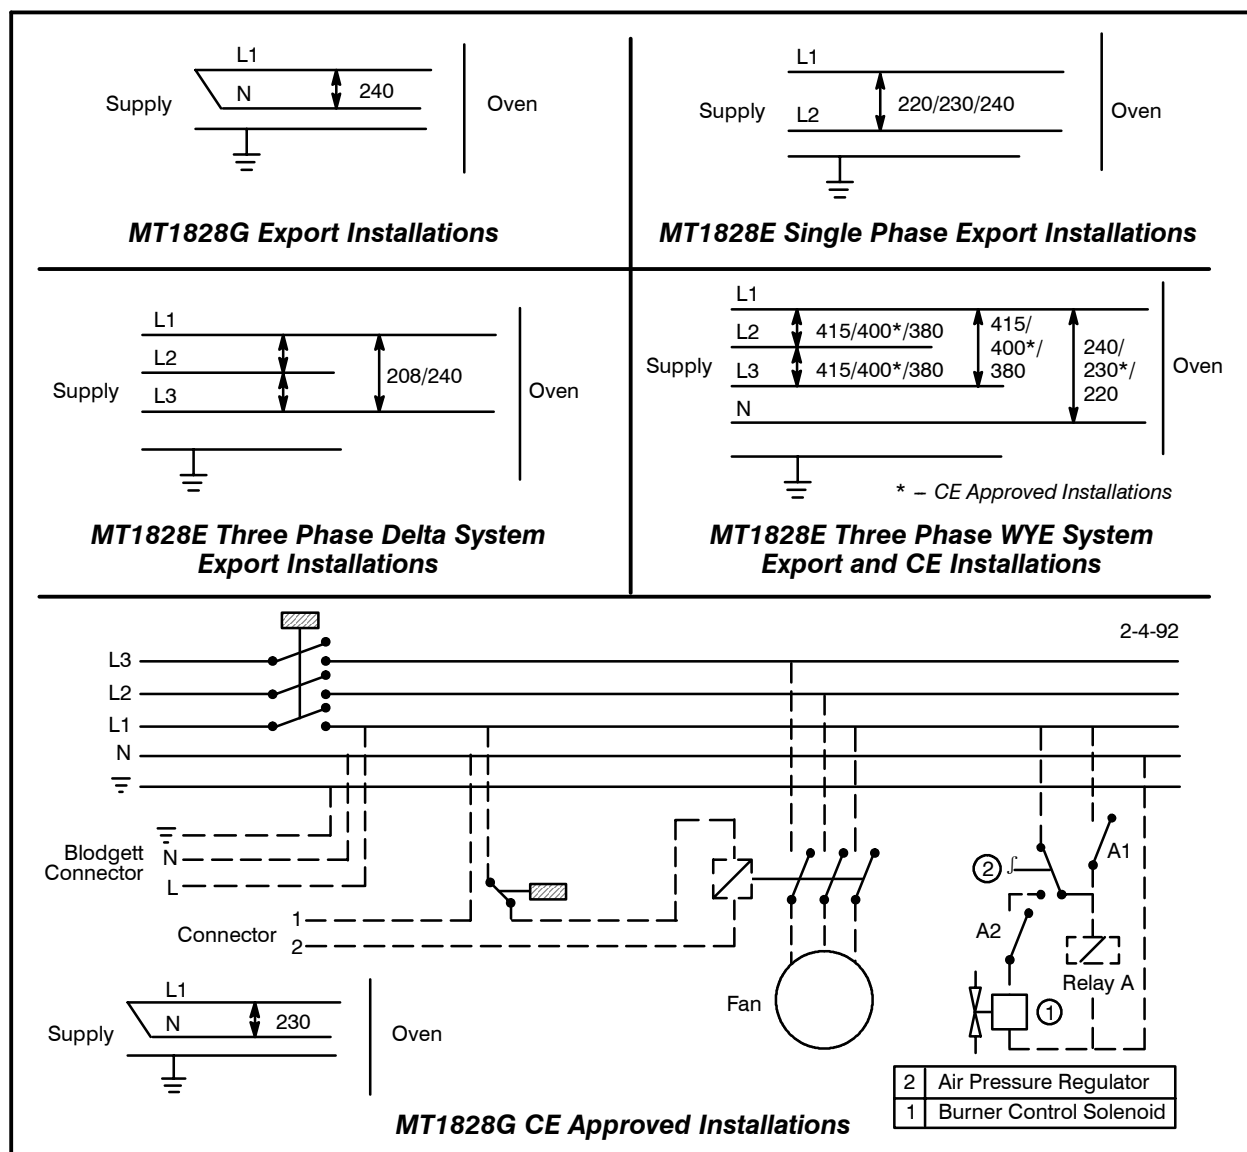 L1
N
240
Supply
Oven
MT1828G Export Installations
L1
220/230/240
Supply
L2
Oven
MT1828E Single Phase Export Installations
L1
L2
208/240
Supply
L3
Oven
MT1828E Three Phase Delta System
Export Installations
L1
L2
415/400*/380
415/
400*/
380
240/
230*/
220
Supply
L3
415/400*/380
Oven
N
* – CE Approved Installations
MT1828E Three Phase WYE System
Export and CE Installations
2-4-92
L3
L2
L1
N
Blodgett
Connector
N
L
A1
2
Connector
1
2
A2
Relay A
Fan
1
L1
N
230
Supply
Oven
2 Air Pressure Regulator
1 Burner Control Solenoid
MT1828G CE Approved Installations